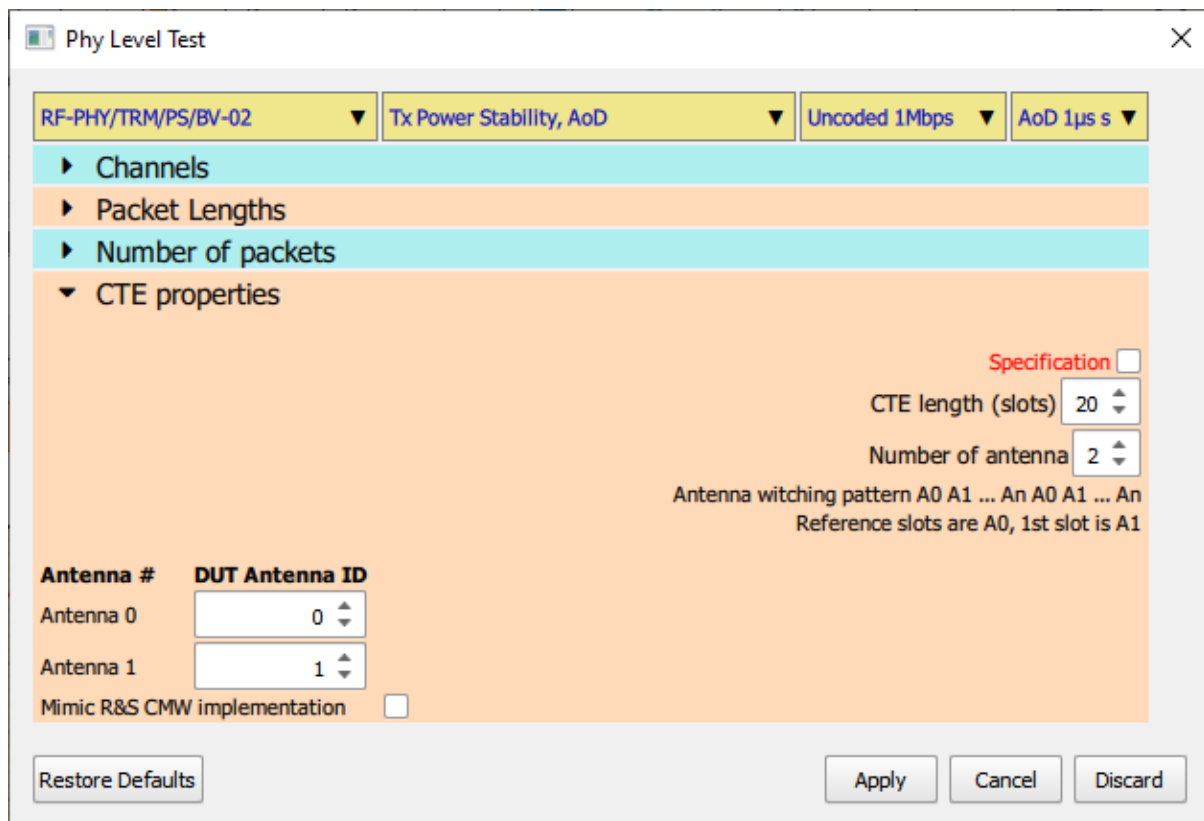 Phy Level Test
RF-PHY/TRM/PS/BV-02 Tx Power Stability, AoD Uncoded 1Mbps AoD 1µs s
Channels
Packet Lengths
Number of packets
CTE properties
Specification
CTE length (slots) 20
Number of antenna 2
Antenna witching pattern A0 A1 ... An A0 A1 ... An
Reference slots are A0, 1st slot is A1
Antenna # DUT Antenna ID
Antenna 0 0
Antenna 1 1
Mimic R&S CMW implementation
Restore Defaults Apply Cancel Discard